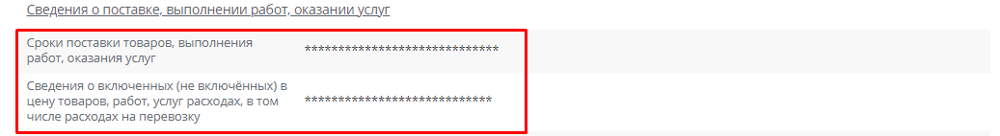 Сведения о поставке, выполнении работ, оказании услуг
Сроки поставки товаров, выполнения
работ, оказания услуг
*****************************
Сведения о включенных (не включённых) в
цену товаров, работ, услуг расходах, в том
числе расходах на перевозку
****************************